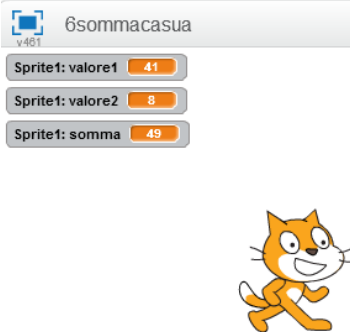 6sommacasua
v461
Sprite1: valore1 41
Sprite1: valore2 8
Sprite1: somma 49